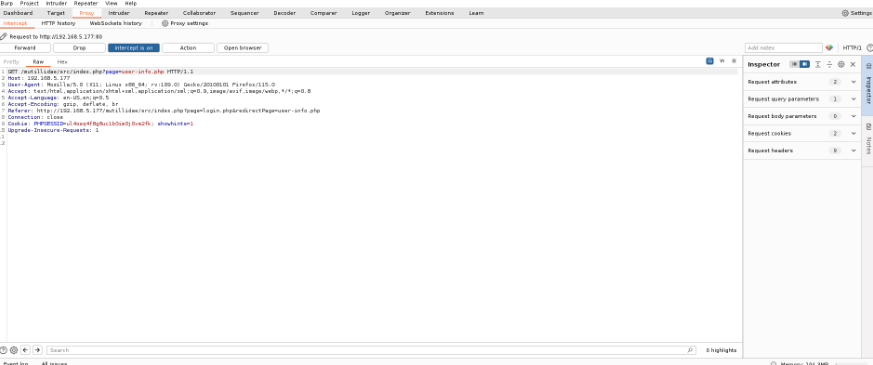 Burp Project Intruder Repeater View Help
Dashboard Target Proxy Intruder Repeater Collaborator Sequencer Decoder Comparer Logger Organizer Extensions Learn Settings
Intercept HTTP history WebSockets history Proxy settings
Request to http://192.168.5.177:80
Forward Drop Intercept is on Action Open browser Add notes HTTP/1
Pretty Raw Hex
Inspector
1 GET /mutillidae/src/index.php?page=user-info.php HTTP/1.1
2 Host: 192.168.5.177
3 User-Agent: Mozilla/5.0 (X11; Linux x86_64; rv:109.0) Gecko/20100101 Firefox/115.0
4 Accept: text/html,application/xhtml+xml,application/xml;q=0.9,image/avif,image/webp,*/*;q=0.8
5 Accept-Language: en-US,en;q=0.5
6 Accept-Encoding: gzip, deflate, br
7 Referer: http://192.168.5.177/mutillidae/src/index.php?page=login.php&redirectPage=user-info.php
8 Connection: close
9 Cookie: showhints=1
10 Upgrade-Insecure-Requests: 1
11
12
Request attributes 2
Request query parameters 1
Request body parameters 0
Request cookies 2
Request headers 9
Inspector
Notes
Search 0 highlights
Event log All issues Memory: